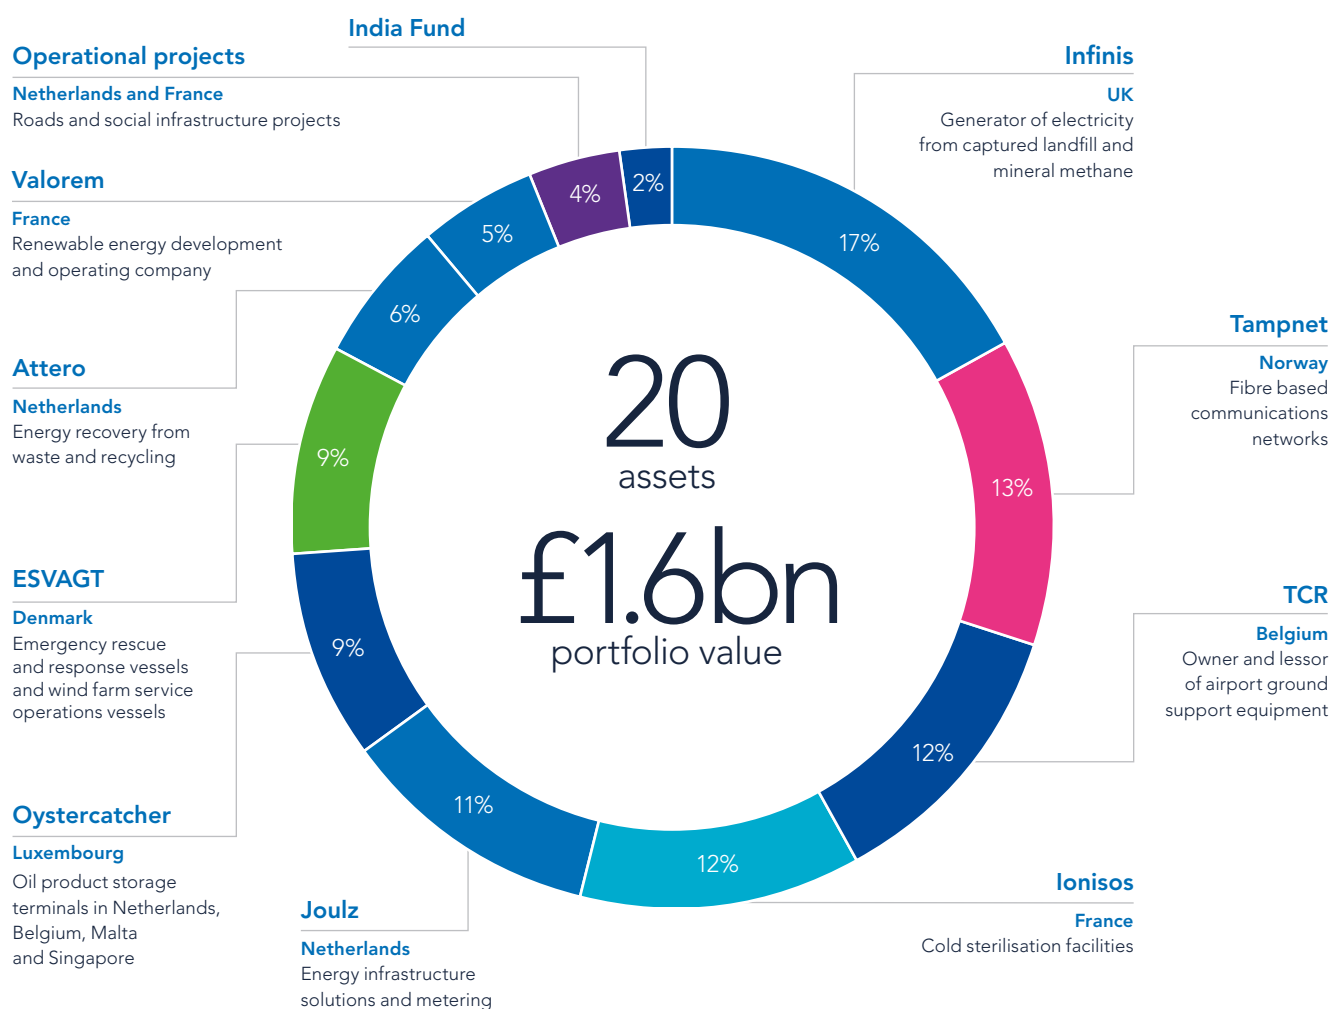 India Fund
Operational projects
Netherlands and France
Roads and social infrastructure projects
Valorem
France
Renewable energy development
and operating company
Attero
Netherlands
Energy recovery from
waste and recycling
ESVAGT
Denmark
Emergency rescue
and response vessels
and wind farm service
operations vessels
Oystercatcher
Luxembourg
Oil product storage
terminals in Netherlands,
Belgium, Malta
and Singapore
Joulz
Netherlands
Energy infrastructure
solutions and metering
Infinis
UK
Generator of electricity
from captured landfill and
mineral methane
Tampnet
Norway
Fibre based
communications
networks
TCR
Belgium
Owner and lessor
of airport ground
support equipment
Ionisos
France
Cold sterilisation facilities
17%
13%
12%
12%
11%
9%
9%
6%
5%
4%
2%
20
assets
£1.6bn
portfolio value